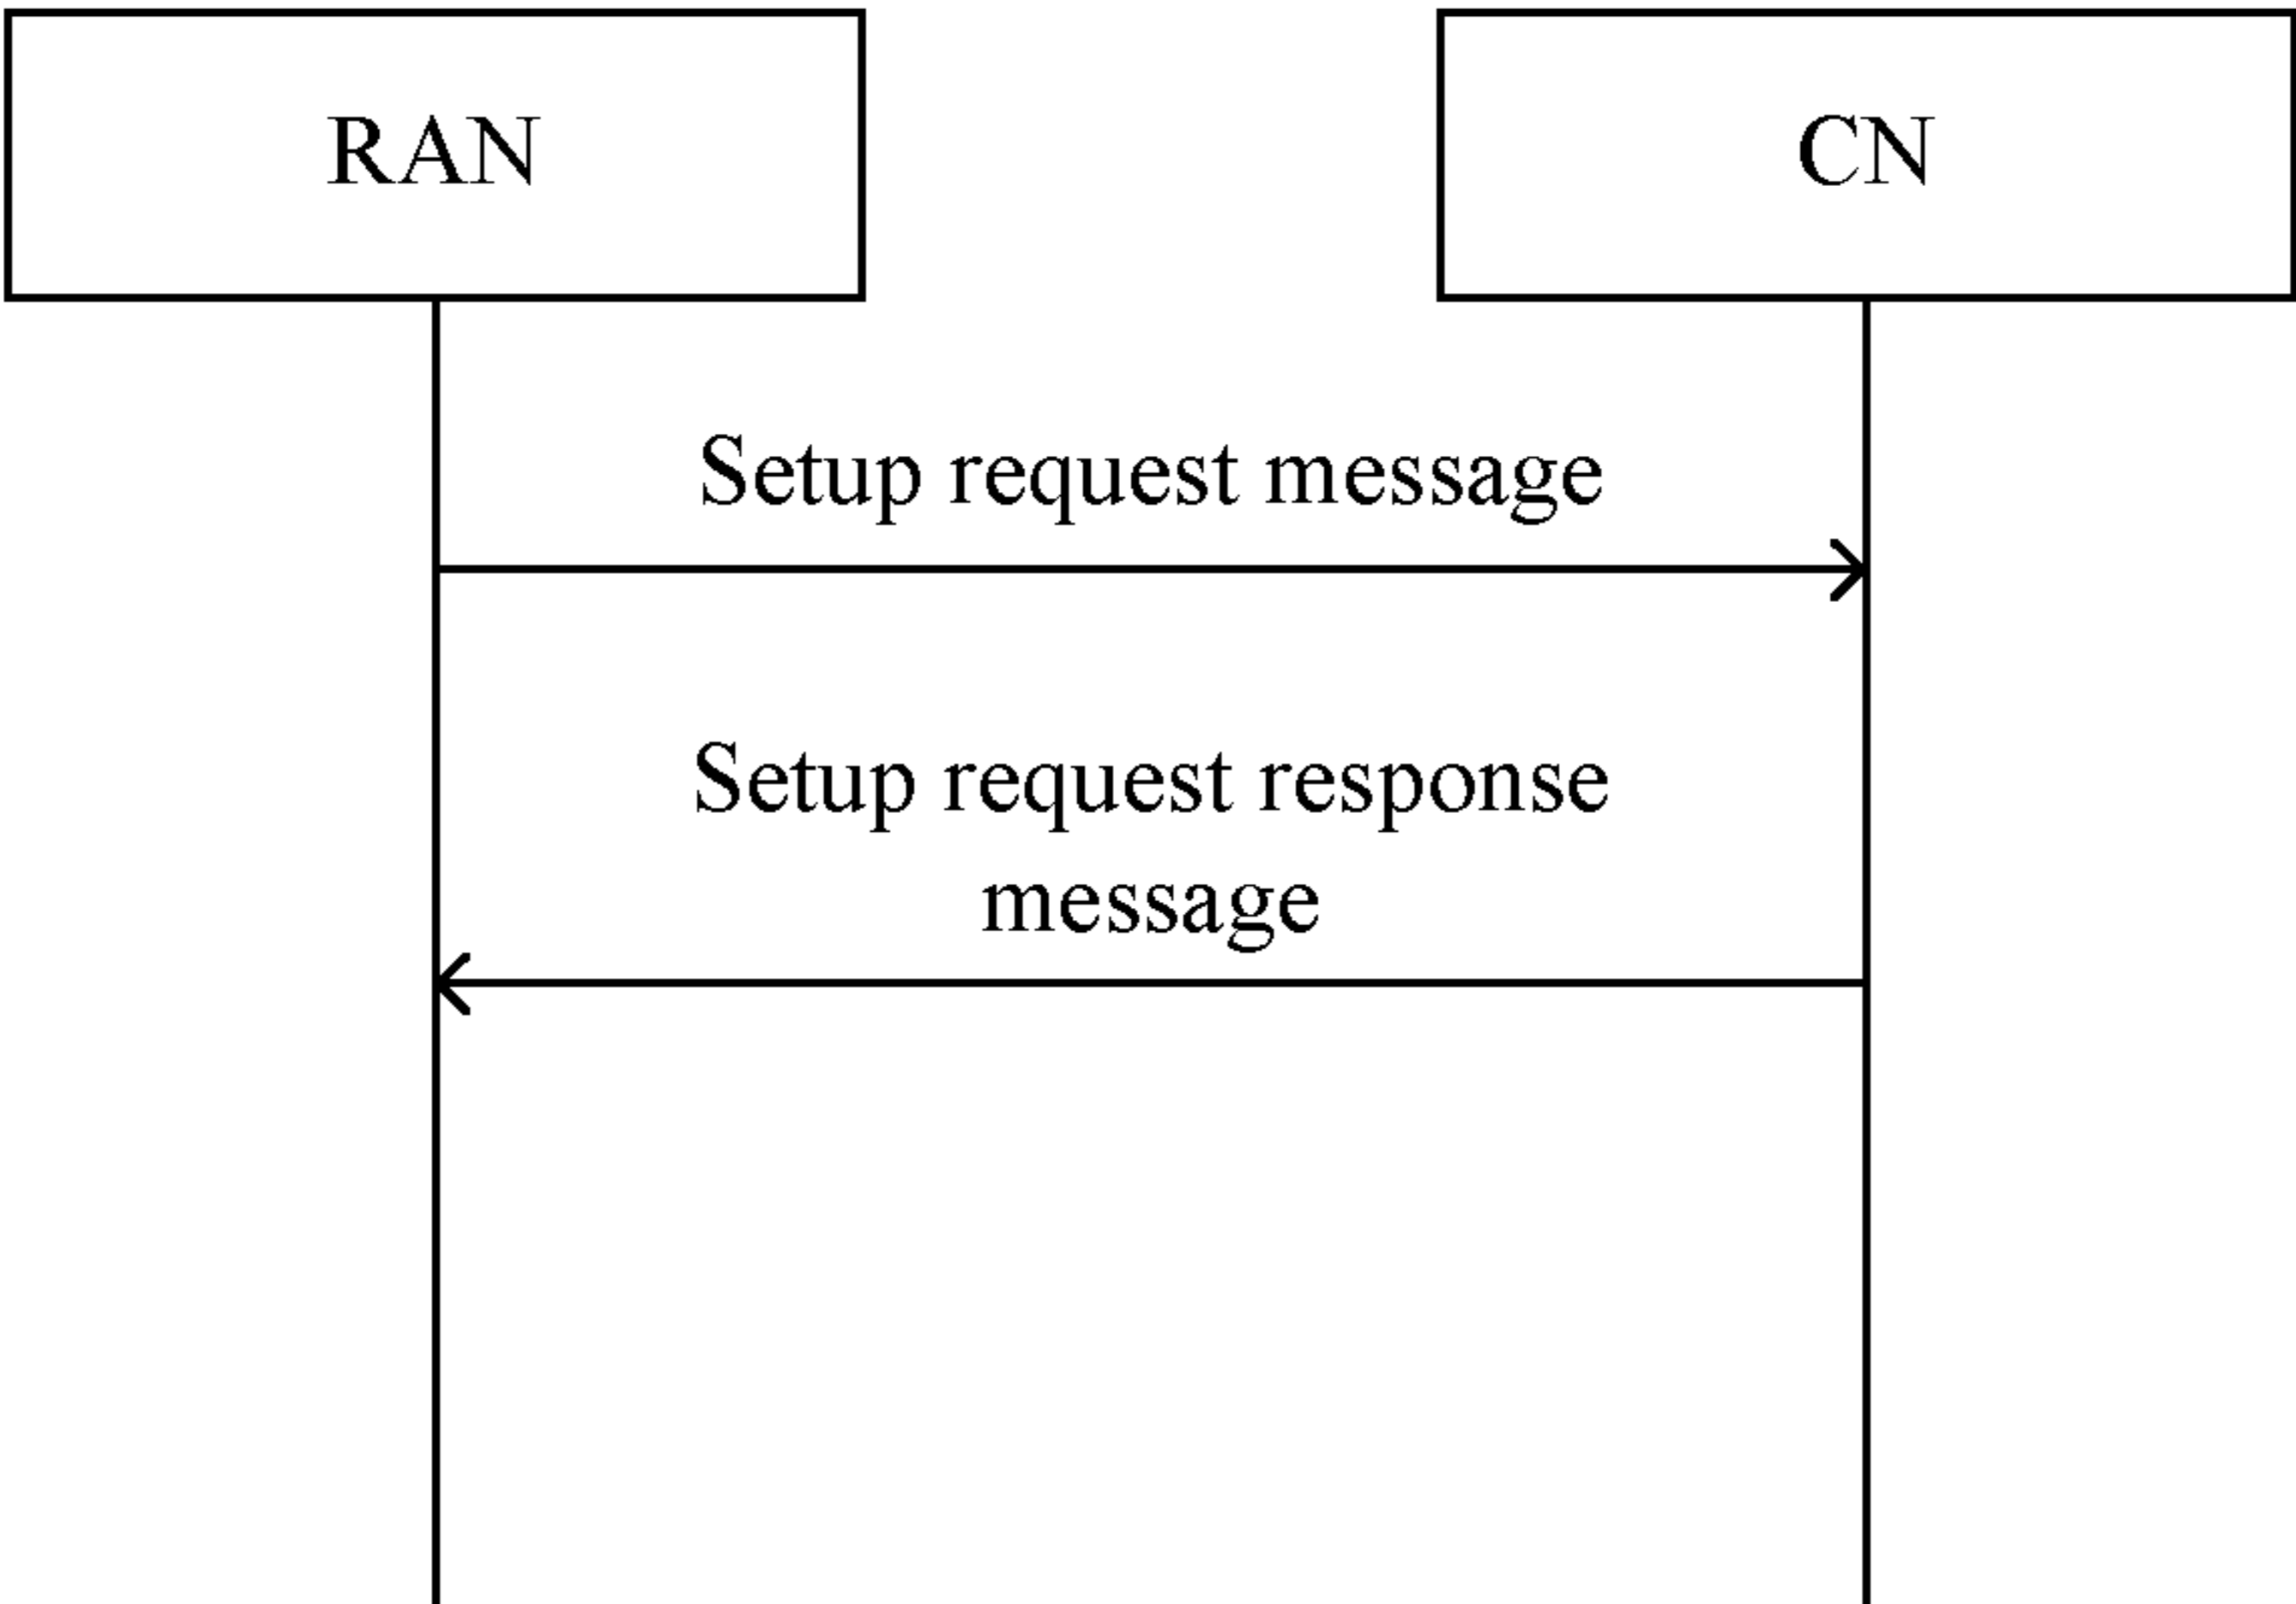 RAN
CN
Setup request message
Setup request response
message